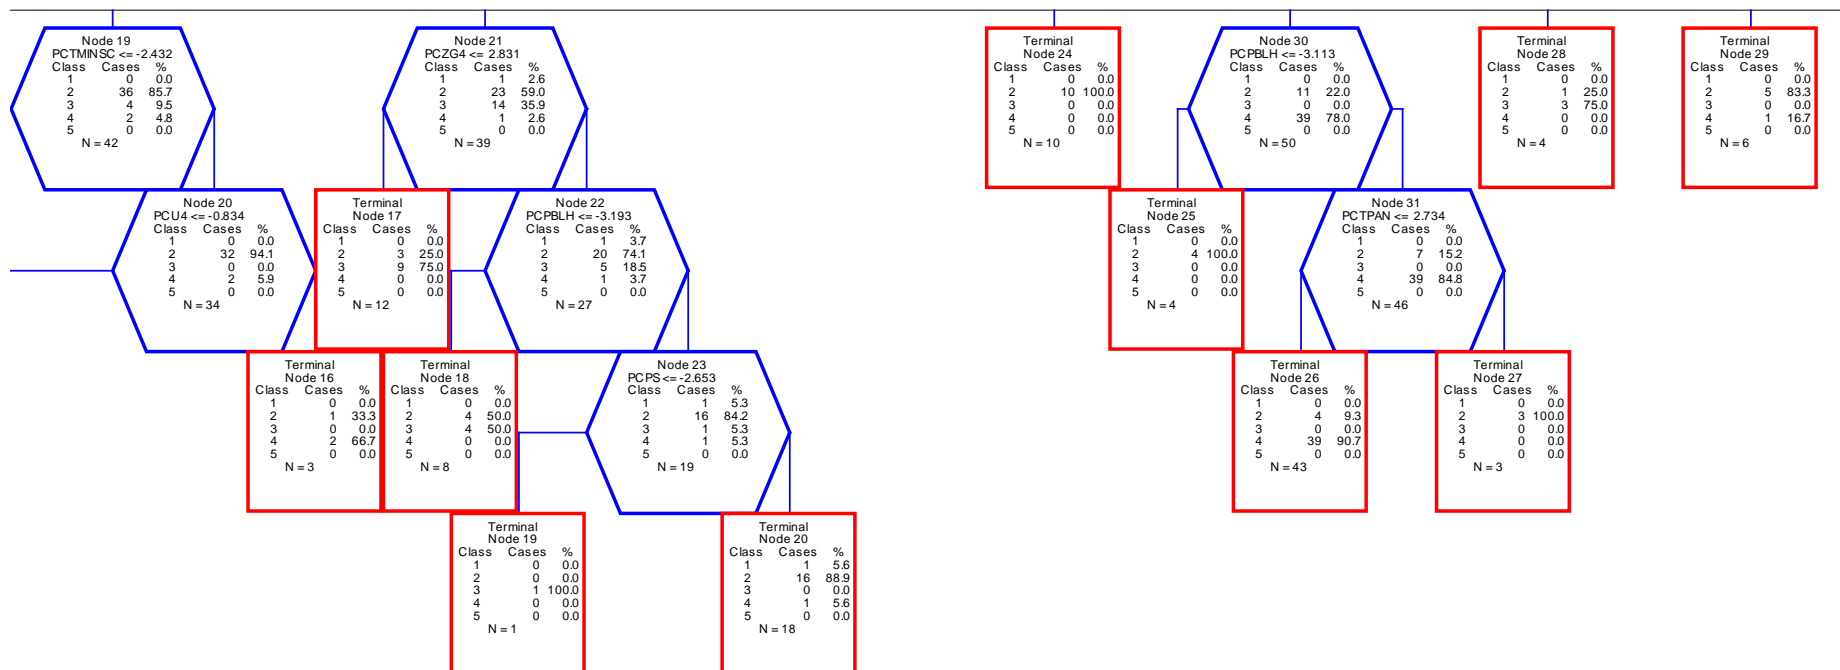 Node 19
PCTMINSC <= -2.432
Class Cases %
1 0 0.0
2 36 85.7
3 4 9.5
4 2 4.8
5 0 0.0
N = 42
Node 21
PCZG4 <= 2.831
Class Cases %
1 1 2.6
2 23 59.0
3 14 35.9
4 1 2.6
5 0 0.0
N = 39
Terminal
Node 24
Class Cases %
1 0 0.0
2 10 100.0
3 0 0.0
4 0 0.0
5 0 0.0
N = 10
Node 30
PCPBLH <= -3.113
Class Cases %
1 0 0.0
2 11 22.0
3 0 0.0
4 39 78.0
5 0 0.0
N = 50
Terminal
Node 28
Class Cases %
1 0 0.0
2 1 25.0
3 3 75.0
4 0 0.0
5 0 0.0
N = 4
Terminal
Node 29
Class Cases %
1 0 0.0
2 5 83.3
3 0 0.0
4 1 16.7
5 0 0.0
N = 6
Node 20
PCU4 <= -0.834
Class Cases %
1 0 0.0
2 32 94.1
3 0 0.0
4 2 5.9
5 0 0.0
N = 34
Terminal
Node 17
Class Cases %
1 0 0.0
2 3 25.0
3 9 75.0
4 0 0.0
5 0 0.0
N = 12
Node 22
PCPBLH <= -3.193
Class Cases %
1 1 3.7
2 20 74.1
3 5 18.5
4 1 3.7
5 0 0.0
N = 27
Terminal
Node 25
Class Cases %
1 0 0.0
2 4 100.0
3 0 0.0
4 0 0.0
5 0 0.0
N = 4
Node 31
PCTPAN <= 2.734
Class Cases %
1 0 0.0
2 7 15.2
3 0 0.0
4 39 84.8
5 0 0.0
N = 46
Terminal
Node 16
Class Cases %
1 0 0.0
2 1 33.3
3 0 0.0
4 2 66.7
5 0 0.0
N = 3
Terminal
Node 18
Class Cases %
1 0 0.0
2 4 50.0
3 4 50.0
4 0 0.0
5 0 0.0
N = 8
Node 23
PCPS <= -2.653
Class Cases %
1 1 5.3
2 16 84.2
3 1 5.3
4 1 5.3
5 0 0.0
N = 19
Terminal
Node 26
Class Cases %
1 0 0.0
2 4 9.3
3 0 0.0
4 39 90.7
5 0 0.0
N = 43
Terminal
Node 27
Class Cases %
1 0 0.0
2 3 100.0
3 0 0.0
4 0 0.0
5 0 0.0
N = 3
Terminal
Node 19
Class Cases %
1 0 0.0
2 0 0.0
3 1 100.0
4 0 0.0
5 0 0.0
N = 1
Terminal
Node 20
Class Cases %
1 1 5.6
2 16 88.9
3 0 0.0
4 1 5.6
5 0 0.0
N = 18